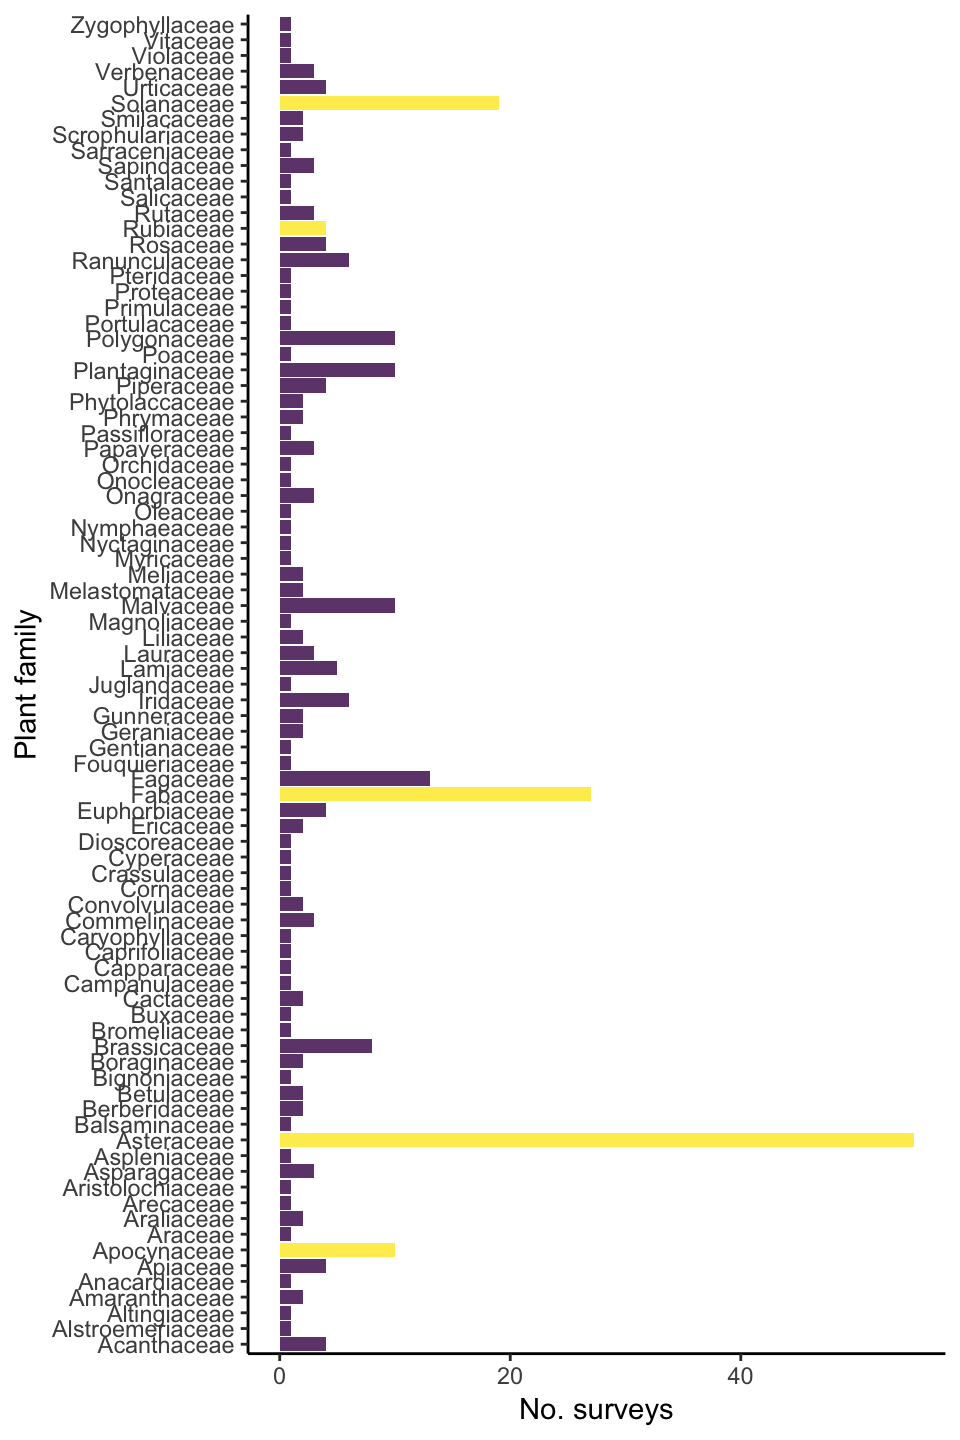 Zygophyllaceae
Vitaceae
Violaceae
Verbenaceae
Urticaceae
Solanaceae
Smilacaceae
Scrophulariaceae
Sarraceniaceae
Sapindaceae
Santalaceae
Salicaceae
Rutaceae
Rubiaceae
Rosaceae
Ranunculaceae
Pteridaceae
Proteaceae
Primulaceae
Portulacaceae
Polygonaceae
Poaceae
Plantaginaceae
Piperaceae
Phytolaccaceae
Phrymaceae
Passifloraceae
Papaveraceae
Orchidaceae
Onocleaceae
Onagraceae
Oleaceae
Nymphaeaceae
Nyctaginaceae
Myricaceae
Meliaceae
Melastomataceae
Malvaceae
Magnoliaceae
Liliaceae
Lauraceae
Lamiaceae
Juglandaceae
Iridaceae
Gunneraceae
Geraniaceae
Gentianaceae
Fouquieriaceae
Fagaceae
Fabaceae
Euphorbiaceae
Ericaceae
Dioscoreaceae
Cyperaceae
Crassulaceae
Cornaceae
Convolvulaceae
Commelinaceae
Caryophyllaceae
Caprifoliaceae
Capparaceae
Campanulaceae
Cactaceae
Buxaceae
Bromeliaceae
Brassicaceae
Boraginaceae
Bignoniaceae
Betulaceae
Berberidaceae
Balsaminaceae
Asteraceae
Aspleniaceae
Asparagaceae
Aristolochiaceae
Arecaceae
Araliaceae
Araceae
Apocynaceae
Apiaceae
Anacardiaceae
Amaranthaceae
Altingiaceae
Alstroemeriaceae
Acanthaceae
Plant family
0 20 40
No. surveys